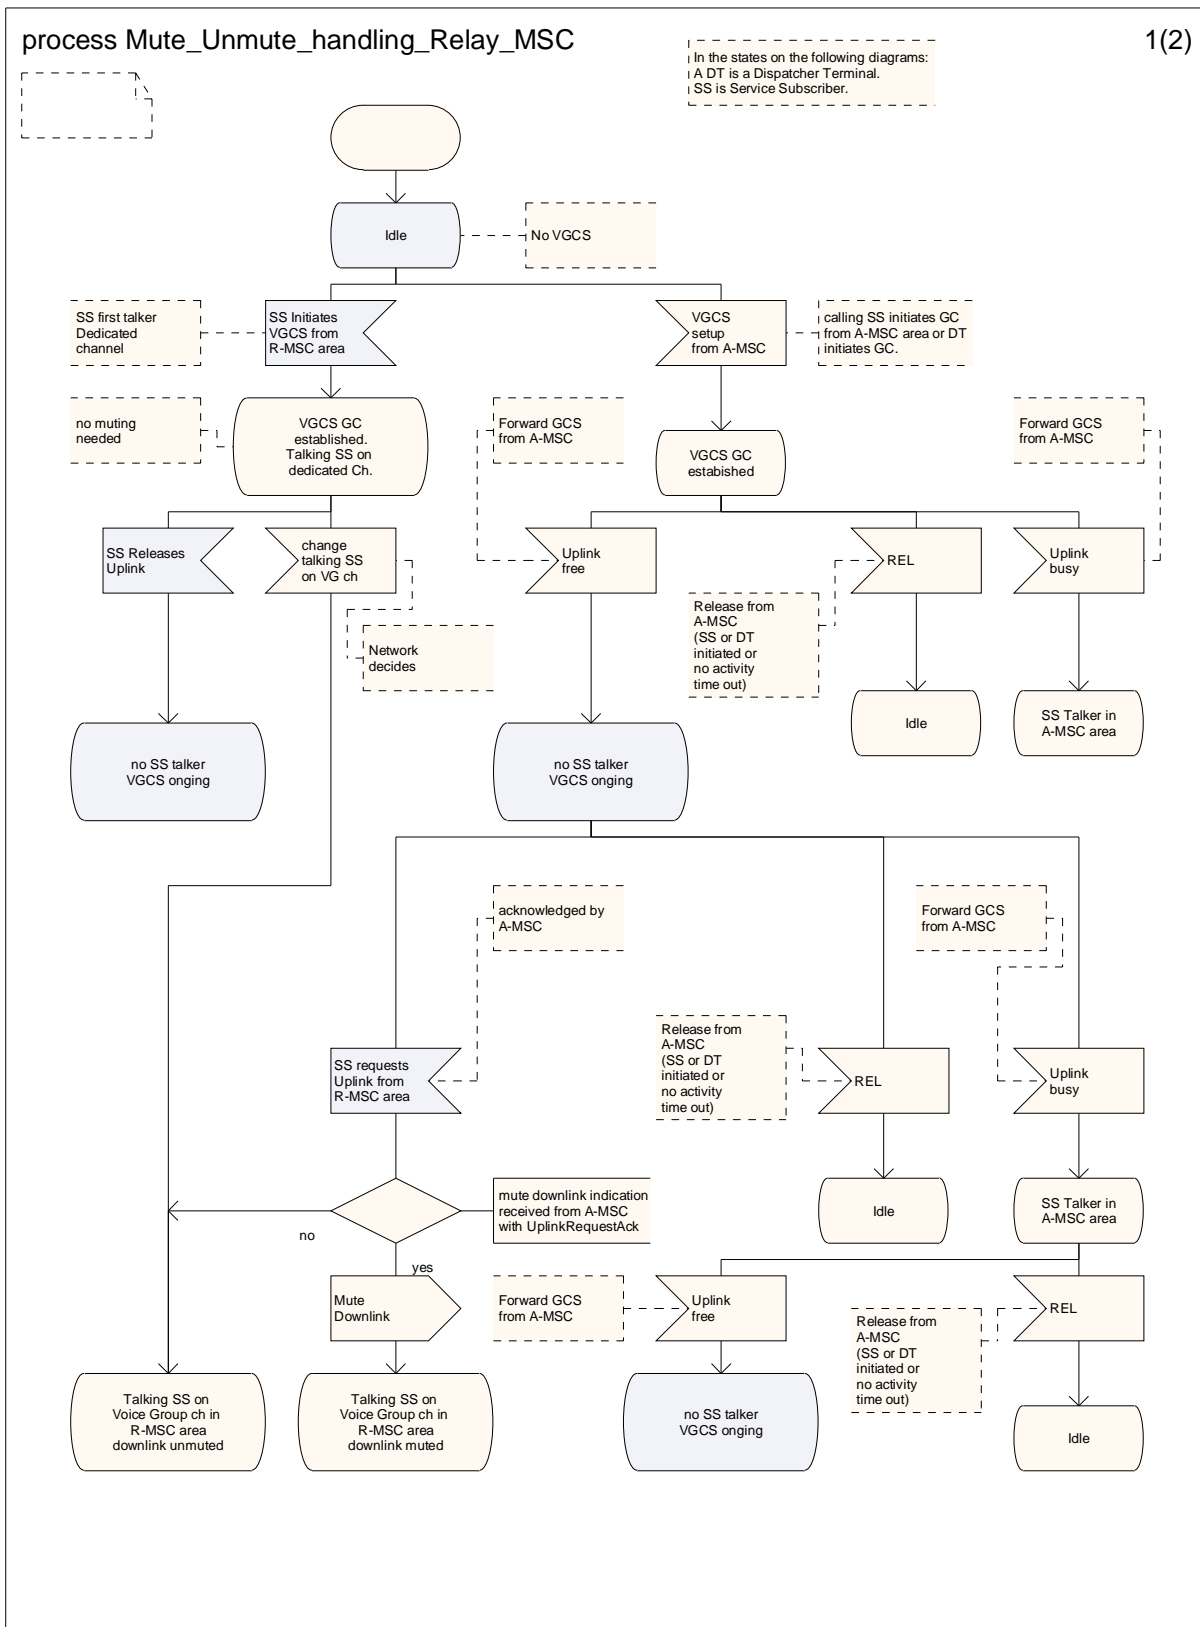 process Mute_Unmute_handling_Relay_MSC
1(2)
In the states on the following diagrams:
A DT is a Dispatcher Terminal.
SS is Service Subscriber.
Idle
No VGCS
SS first talker
Dedicated
channel
SS Initiates
VGCS from
R-MSC area
VGCS
setup
from A-MSC
calling SS initiates GC
from A-MSC area or DT
initiates GC.
no muting
needed
VGCS GC
established.
Talking SS on
dedicated Ch.
Forward GCS
from A-MSC
VGCS GC
estabished
Forward GCS
from A-MSC
SS Releases
Uplink
change
talking SS
on VG ch
Uplink
free
REL
Uplink
busy
Network
decides
Release from
A-MSC
(SS or DT
initiated or
no activity
time out)
no SS talker
VGCS onging
no SS talker
VGCS onging
Idle
SS Talker in
A-MSC area
acknowledged by
A-MSC
Forward GCS
from A-MSC
SS requests
Uplink from
R-MSC area
Release from
A-MSC
(SS or DT
initiated or
no activity
time out)
REL
Uplink
busy
mute downlink indication
received from A-MSC
with UplinkRequestAck
no
yes
Idle
SS Talker in
A-MSC area
Mute
Downlink
Forward GCS
from A-MSC
Uplink
free
Release from
A-MSC
(SS or DT
initiated or
no activity
time out)
REL
Talking SS on
Voice Group ch in
R-MSC area
downlink unmuted
Talking SS on
Voice Group ch in
R-MSC area
downlink muted
no SS talker
VGCS onging
Idle